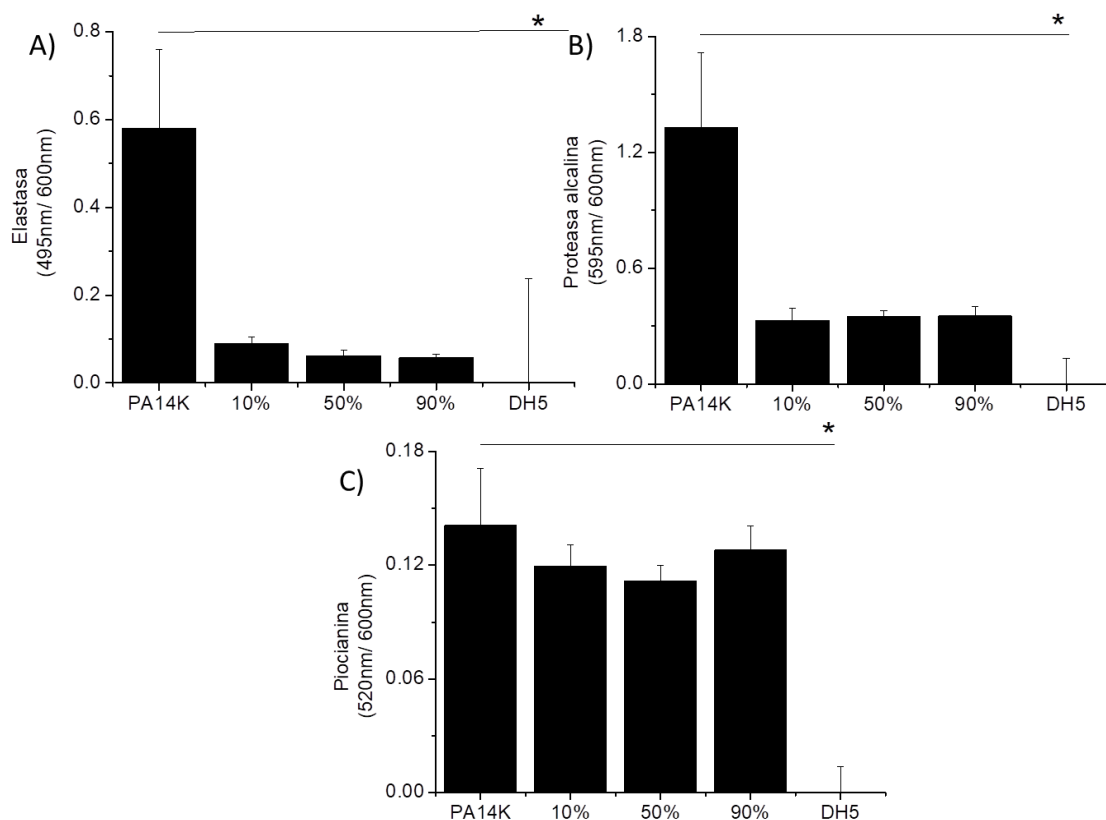 A)
*
0.8
0.6
0.4
0.2
0.0
Elastasa
(495nm/ 600nm)
PA14K 10% 50% 90% DH5
B)
*
1.8
1.2
0.6
0.0
Proteasa alcalina
(595nm/ 600nm)
PA14K 10% 50% 90% DH5
C)
*
0.18
0.12
0.06
0.00
Piocianina
(520nm/ 600nm)
PA14K 10% 50% 90% DH5